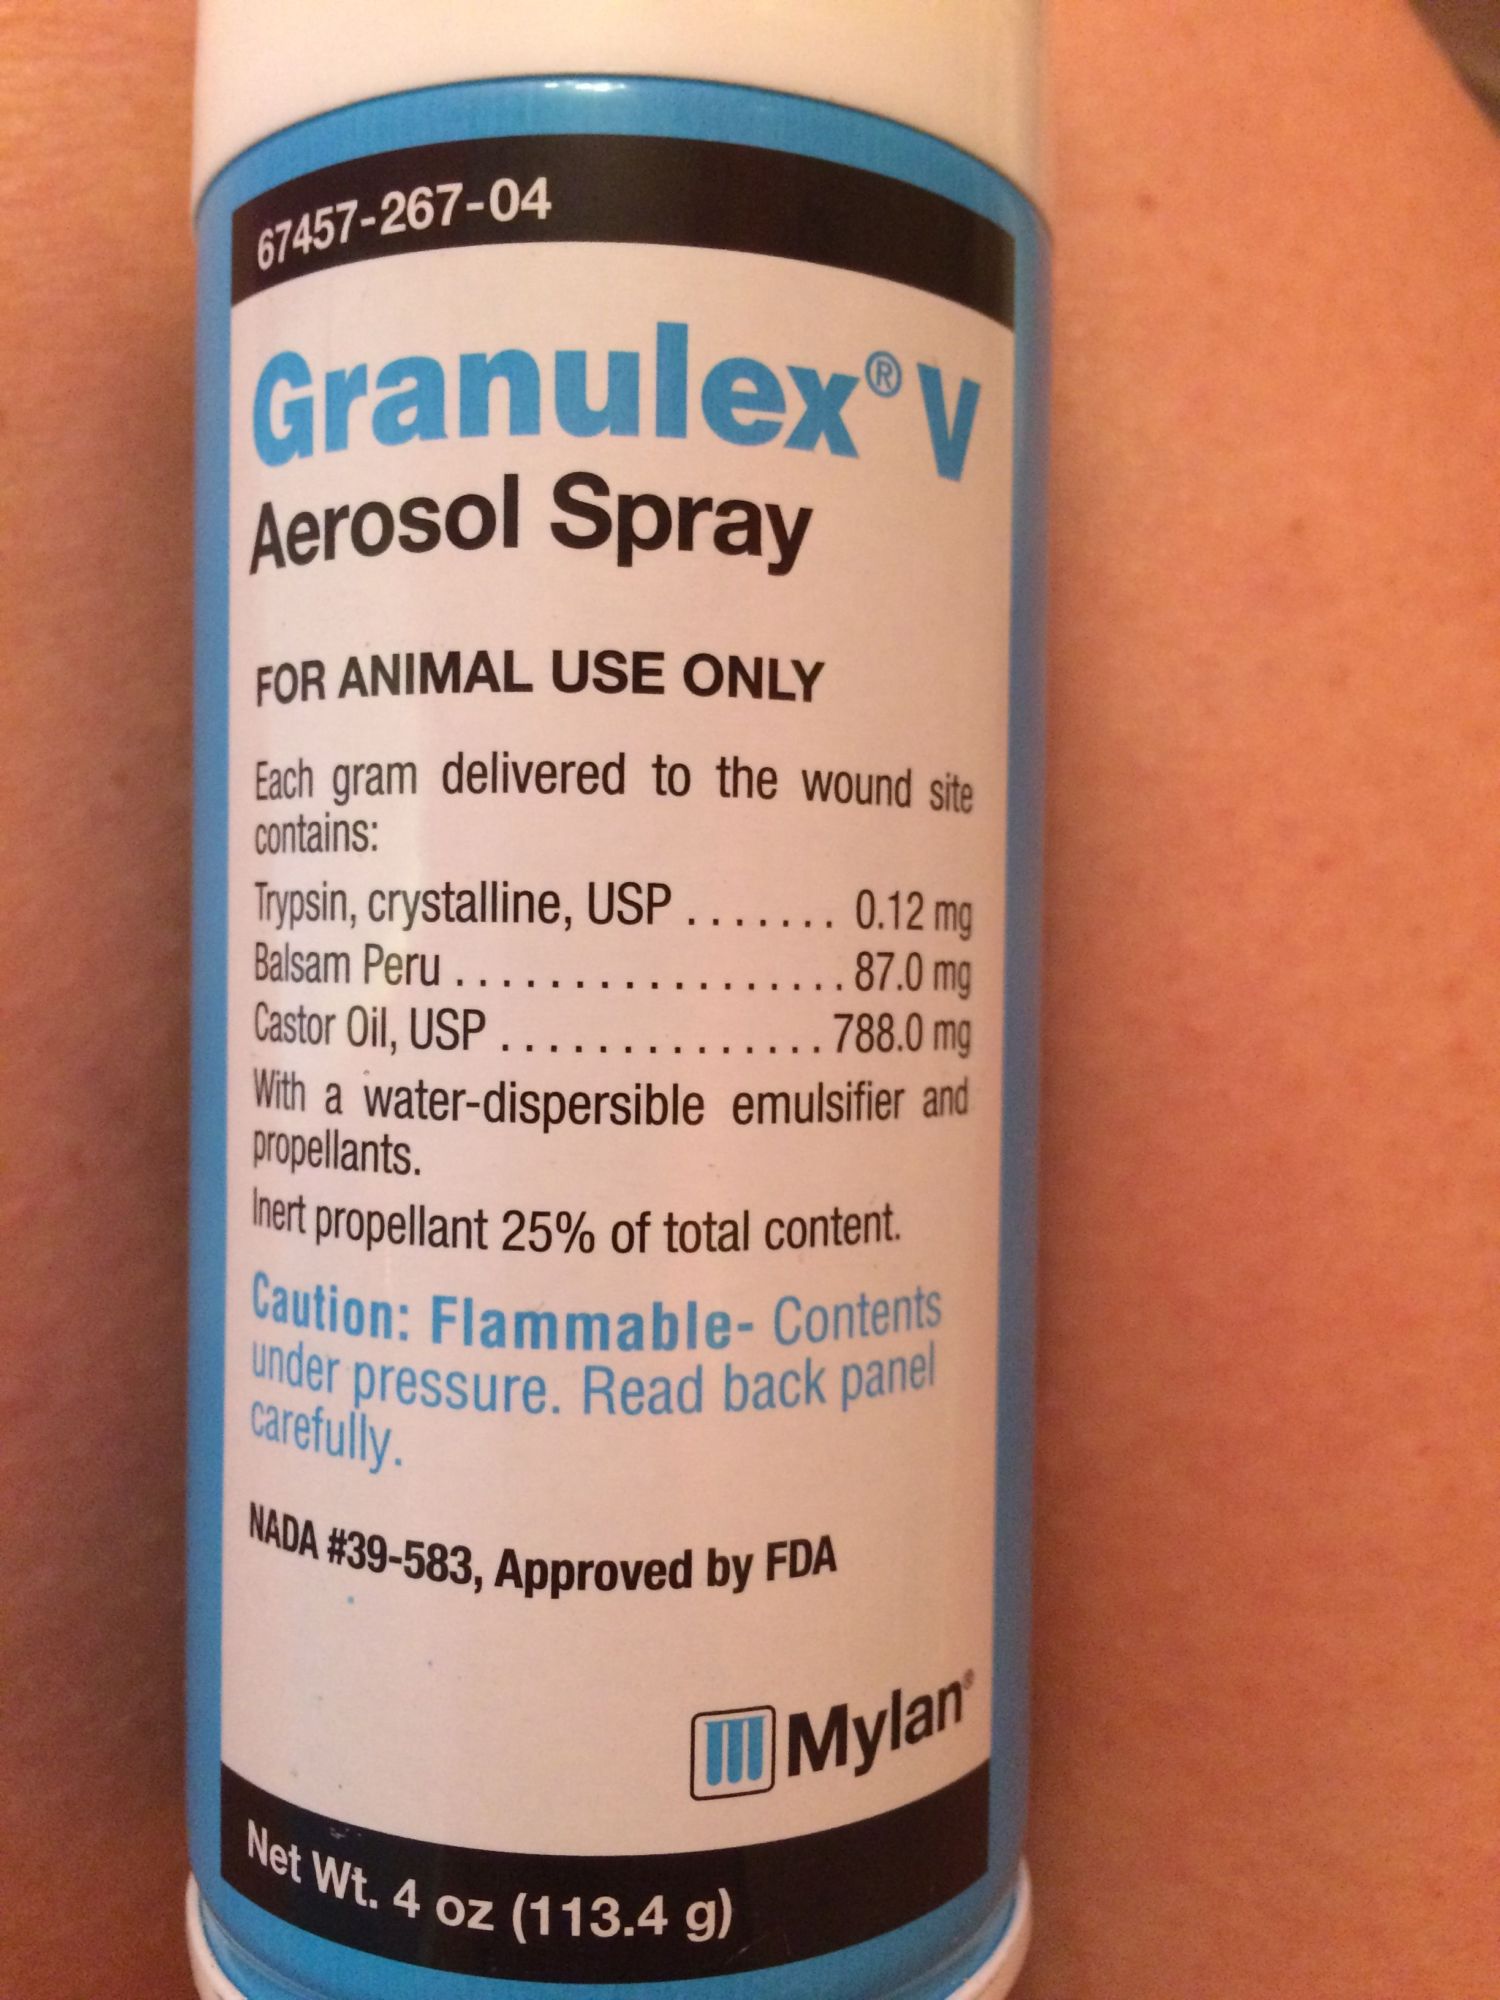 67457-267-04
Granulex® V
Aerosol Spray
FOR ANIMAL USE ONLY
Each gram delivered to the wound site
contains:
Trypsin, crystalline, USP ....... 0.12 mg
Balsam Peru .................. 87.0 mg
Castor Oil, USP ............... 788.0 mg
With a water-dispersible emulsifier and
propellants.
Inert propellant 25% of total content.
Caution: Flammable- Contents
under pressure. Read back panel
carefully.
NADA #39-583, Approved by FDA
Mylan®
Net Wt. 4 oz (113.4 g)